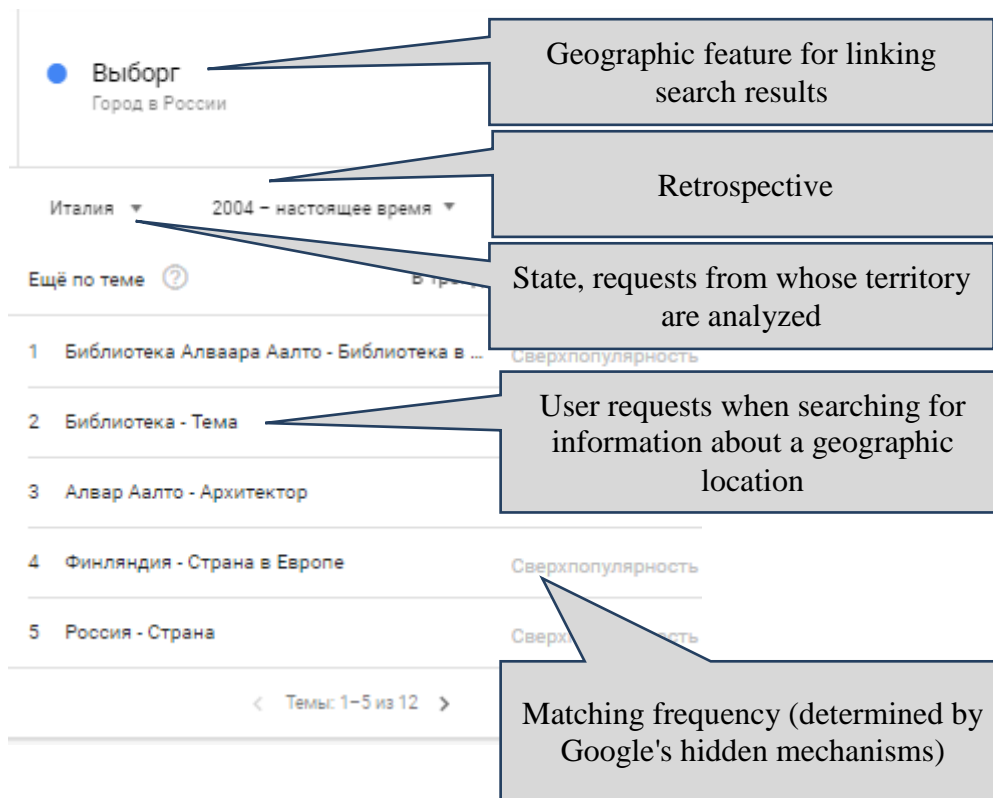 Выборг
Город в России
Geographic feature for linking
search results
Retrospective
Италия
2004 – настоящее время
State, requests from whose territory
are analyzed
Ещё по теме
1 Библиотека Алваара Аалто - Библиотека в ...
Сверхпопулярность
2 Библиотека - Тема
User requests when searching for
information about a geographic
location
3 Алвар Аалто - Архитектор
4 Финляндия - Страна в Европе
Сверхпопулярность
5 Россия - Страна
< Темы: 1–5 из 12 >
Matching frequency (determined by
Google's hidden mechanisms)